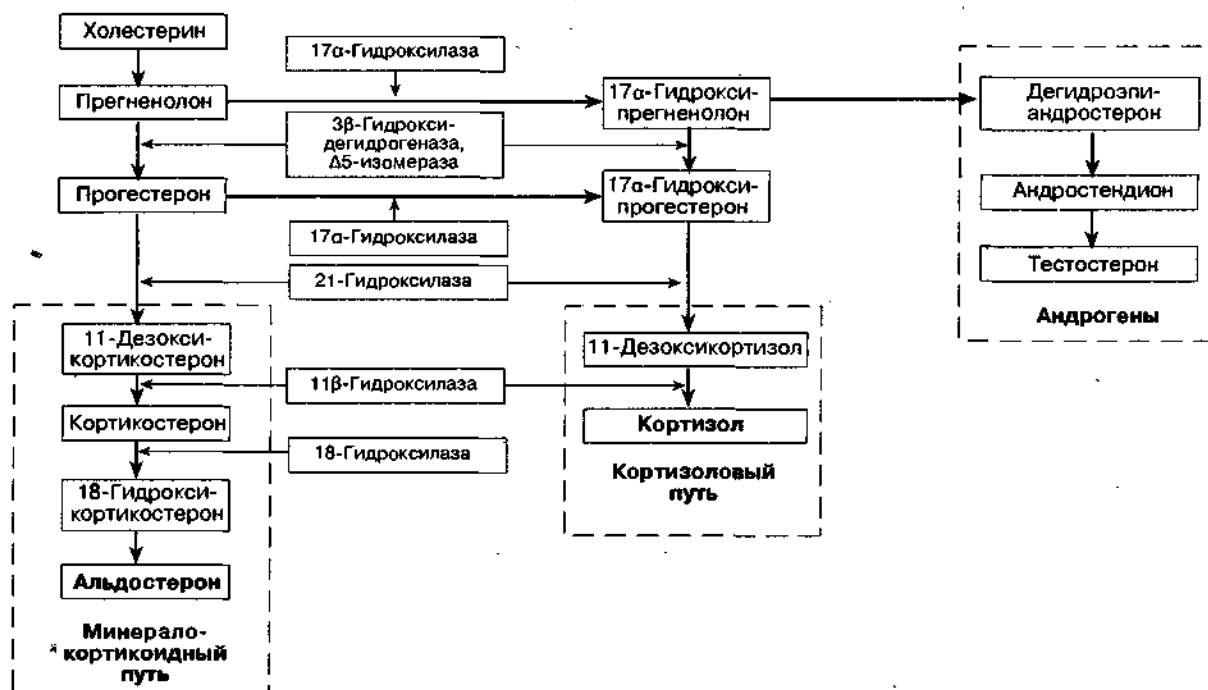 Холестерин
17α-Гидроксилаза
Прегненолон
17α-Гидрокси-
прегненолон
Дегидроэпи-
андростерон
3β-Гидрокси-
дегидрогеназа,
Δ5-изомераза
Прогестерон
17α-Гидрокси-
прогестерон
Андростендион
17α-Гидроксилаза
Тестостерон
21-Гидроксилаза
Андрогены
11-Дезокси-
кортикостерон
11-Дезоксикортизол
11β-Гидроксилаза
Кортикостерон
Кортизол
18-Гидроксилаза
Кортизоловый
путь
18-Гидрокси-
кортикостерон
Альдостерон
Минерало-
кортикоидный
путь